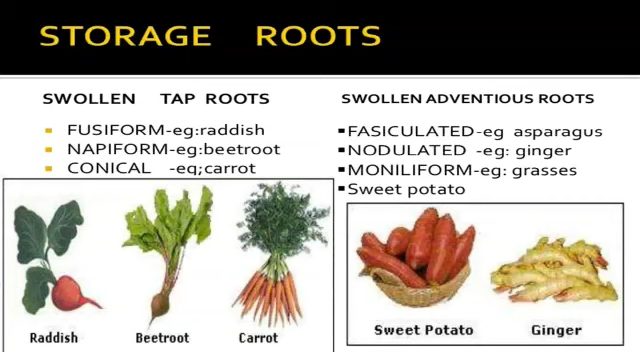 STORAGE ROOTS
SWOLLEN TAP ROOTS
FUSIFORM-eg:raddish
NAPIFORM-eg:beetroot
CONICAL -eg;carrot
Raddish Beetroot Carrot
SWOLLEN ADVENTIOUS ROOTS
FASICULATED-eg asparagus
NODULATED -eg: ginger
MONILIFORM-eg: grasses
Sweet potato
Sweet Potato Ginger